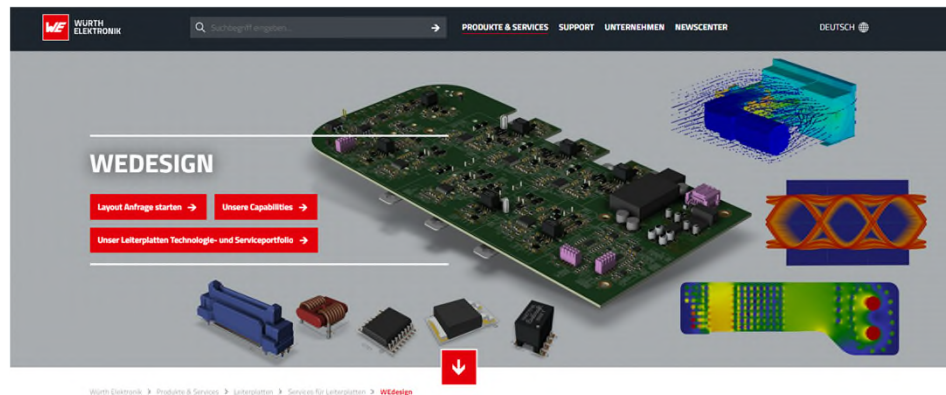 WE
WURTH
ELEKTRONIK
Suchbegriff eingeben...
PRODUKTE & SERVICES SUPPORT UNTERNEHMEN NEWSCENTER
DEUTSCH
WEDESIGN
Layout Anfrage starten →
Unsere Capabilities →
Unser Leiterplatten Technologie- und Serviceportfolio →
Würth Elektronik > Produkte & Services > Leiterplatten > Services für Leiterplatten > WEdesign